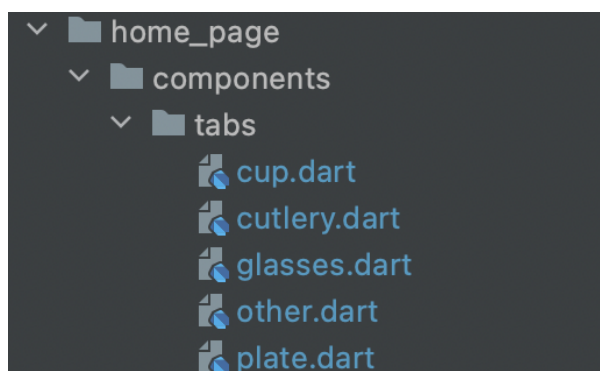 home_page
components
tabs
cup.dart
cutlery.dart
glasses.dart
other.dart
plate.dart